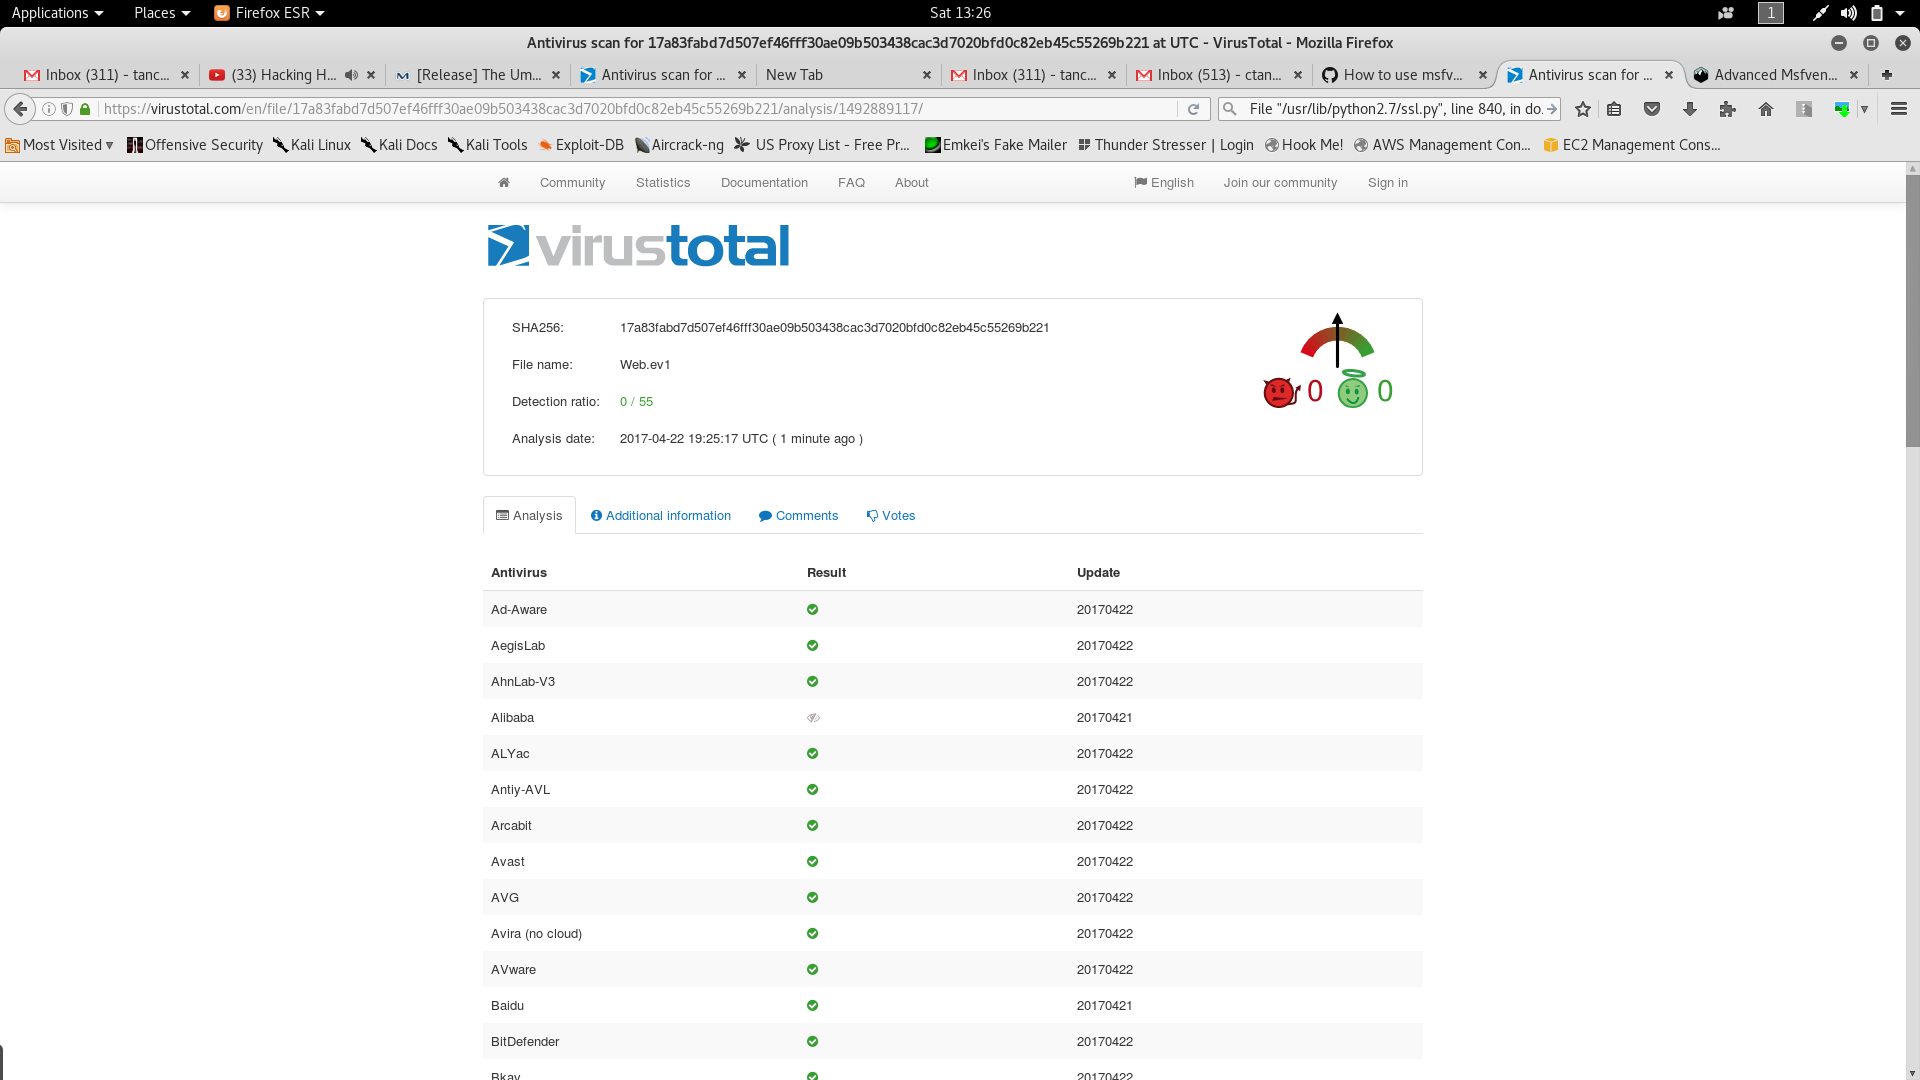 Applications Places Firefox ESR Sat 13:26 1
Antivirus scan for 17a83fabd7d507ef46fff30ae09b503438cac3d7020bfd0c82eb45c55269b221 at UTC - VirusTotal - Mozilla Firefox
Inbox (311) - tanc... (33) Hacking H... [Release] The Um... Antivirus scan for ... New Tab Inbox (311) - tanc... Inbox (513) - ctan... How to use msfv... Antivirus scan for ... Advanced Msfven...
https://virustotal.com/en/file/17a83fabd7d507ef46fff30ae09b503438cac3d7020bfd0c82eb45c55269b221/analysis/1492889117/ File "/usr/lib/python2.7/ssl.py", line 840, in do.
Most Visited Offensive Security Kali Linux Kali Docs Kali Tools Exploit-DB Aircrack-ng US Proxy List - Free Pr... Emkei's Fake Mailer Thunder Stresser | Login Hook Me! AWS Management Con... EC2 Management Cons...
Community Statistics Documentation FAQ About English Join our community Sign in
virustotal
SHA256: 17a83fabd7d507ef46fff30ae09b503438cac3d7020bfd0c82eb45c55269b221
File name: Web.ev1
Detection ratio: 0 / 55
0 0
Analysis date: 2017-04-22 19:25:17 UTC ( 1 minute ago )
Analysis Additional information Comments Votes
Antivirus Result Update
Ad-Aware 20170422
AegisLab 20170422
AhnLab-V3 20170422
Alibaba 20170421
ALYac 20170422
Antiy-AVL 20170422
Arcabit 20170422
Avast 20170422
AVG 20170422
Avira (no cloud) 20170422
AVware 20170422
Baidu 20170421
BitDefender 20170422
Bkav 20170422